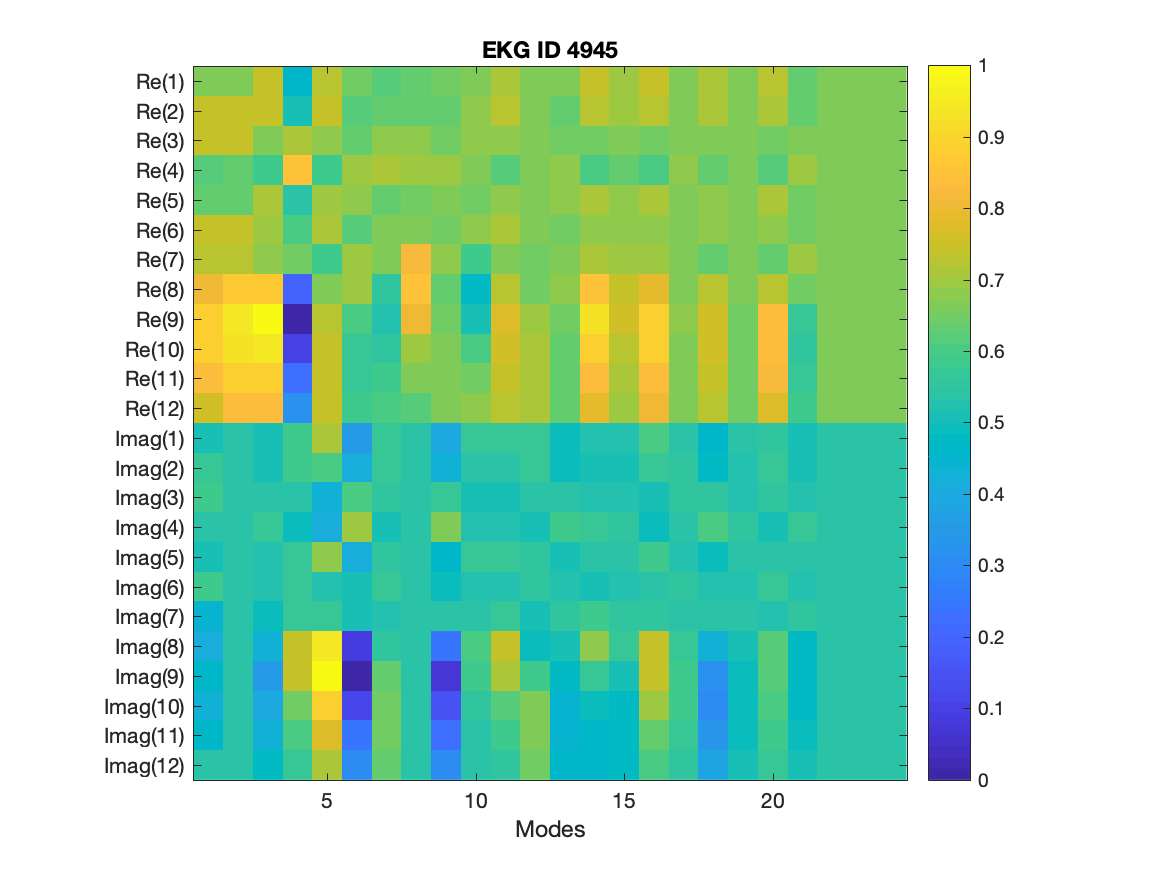 EKG ID 4945
Re(1)
Re(2)
Re(3)
Re(4)
Re(5)
Re(6)
Re(7)
Re(8)
Re(9)
Re(10)
Re(11)
Re(12)
Imag(1)
Imag(2)
Imag(3)
Imag(4)
Imag(5)
Imag(6)
Imag(7)
Imag(8)
Imag(9)
Imag(10)
Imag(11)
Imag(12)
5 10 15 20
Modes
1
0.9
0.8
0.7
0.6
0.5
0.4
0.3
0.2
0.1
0